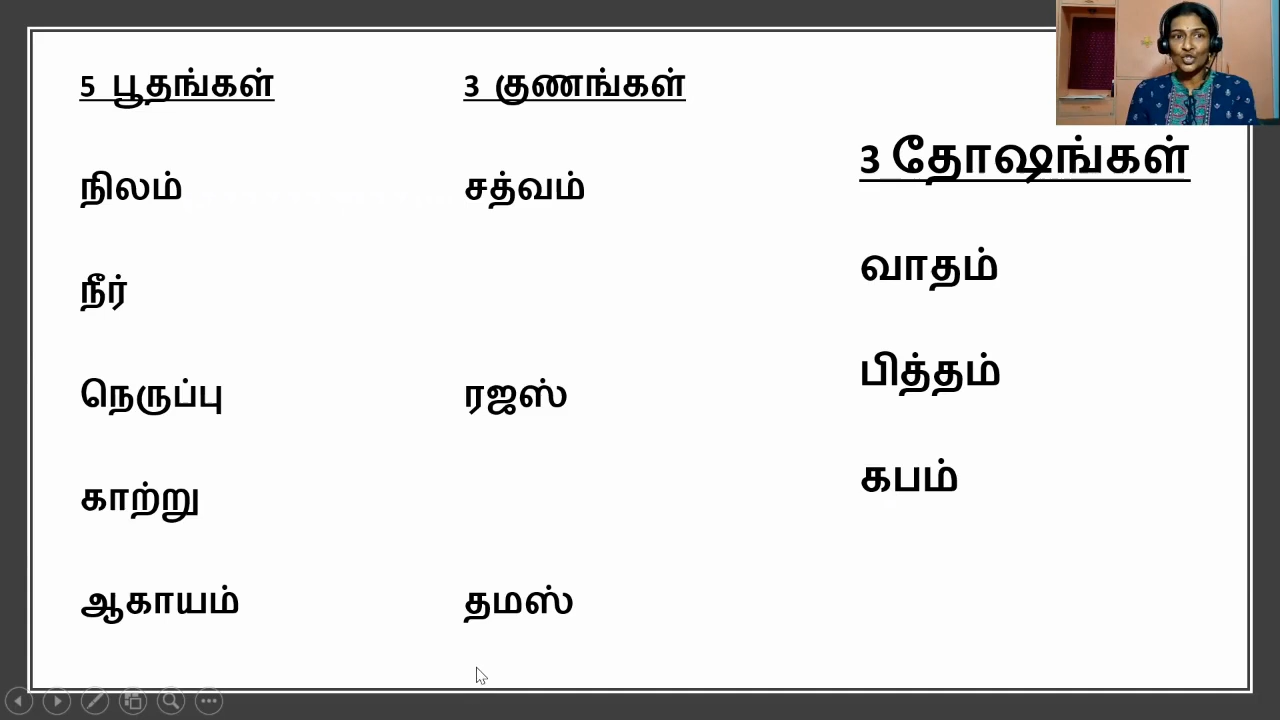 5 பூதங்கள்
நிலம்
நீர்
நெருப்பு
காற்று
ஆகாயம்
3 குணங்கள்
சத்வம்
ரஜஸ்
தமஸ்
3 தோஷங்கள்
வாதம்
பித்தம்
கபம்